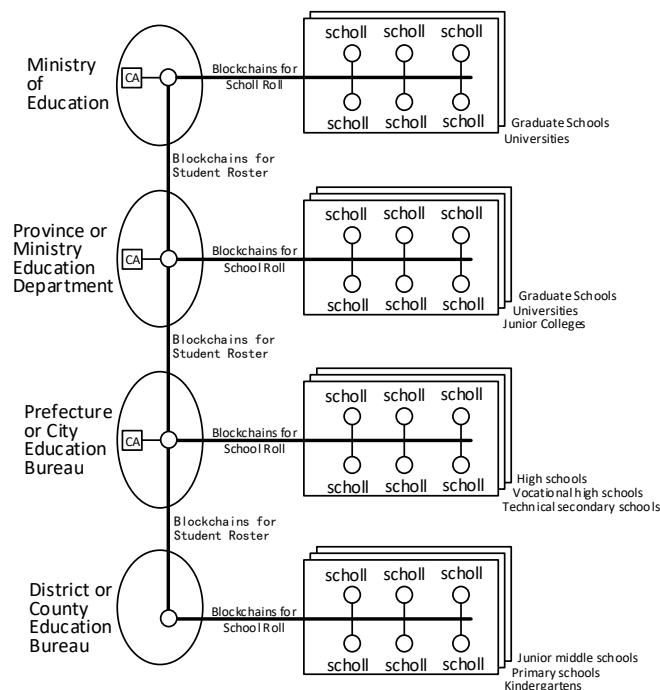 Ministry
of
Education
CA
Blockchains for
Scholl Roll
scholl scholl scholl
scholl scholl scholl
Graduate Schools
Universities
Blockchains for
Student Roster
Province or
Ministry
Education
Department
CA
Blockchains for
School Roll
scholl scholl scholl
scholl scholl scholl
Graduate Schools
Universities
Junior Colleges
Blockchains for
Student Roster
Prefecture
or City
Education
Bureau
CA
Blockchains for
School Roll
scholl scholl scholl
scholl scholl scholl
High schools
Vocational high schools
Technical secondary schools
Blockchains for
Student Roster
District or
County
Education
Bureau
Blockchains for
School Roll
scholl scholl scholl
scholl scholl scholl
Junior middle schools
Primary schools
Kindergartens